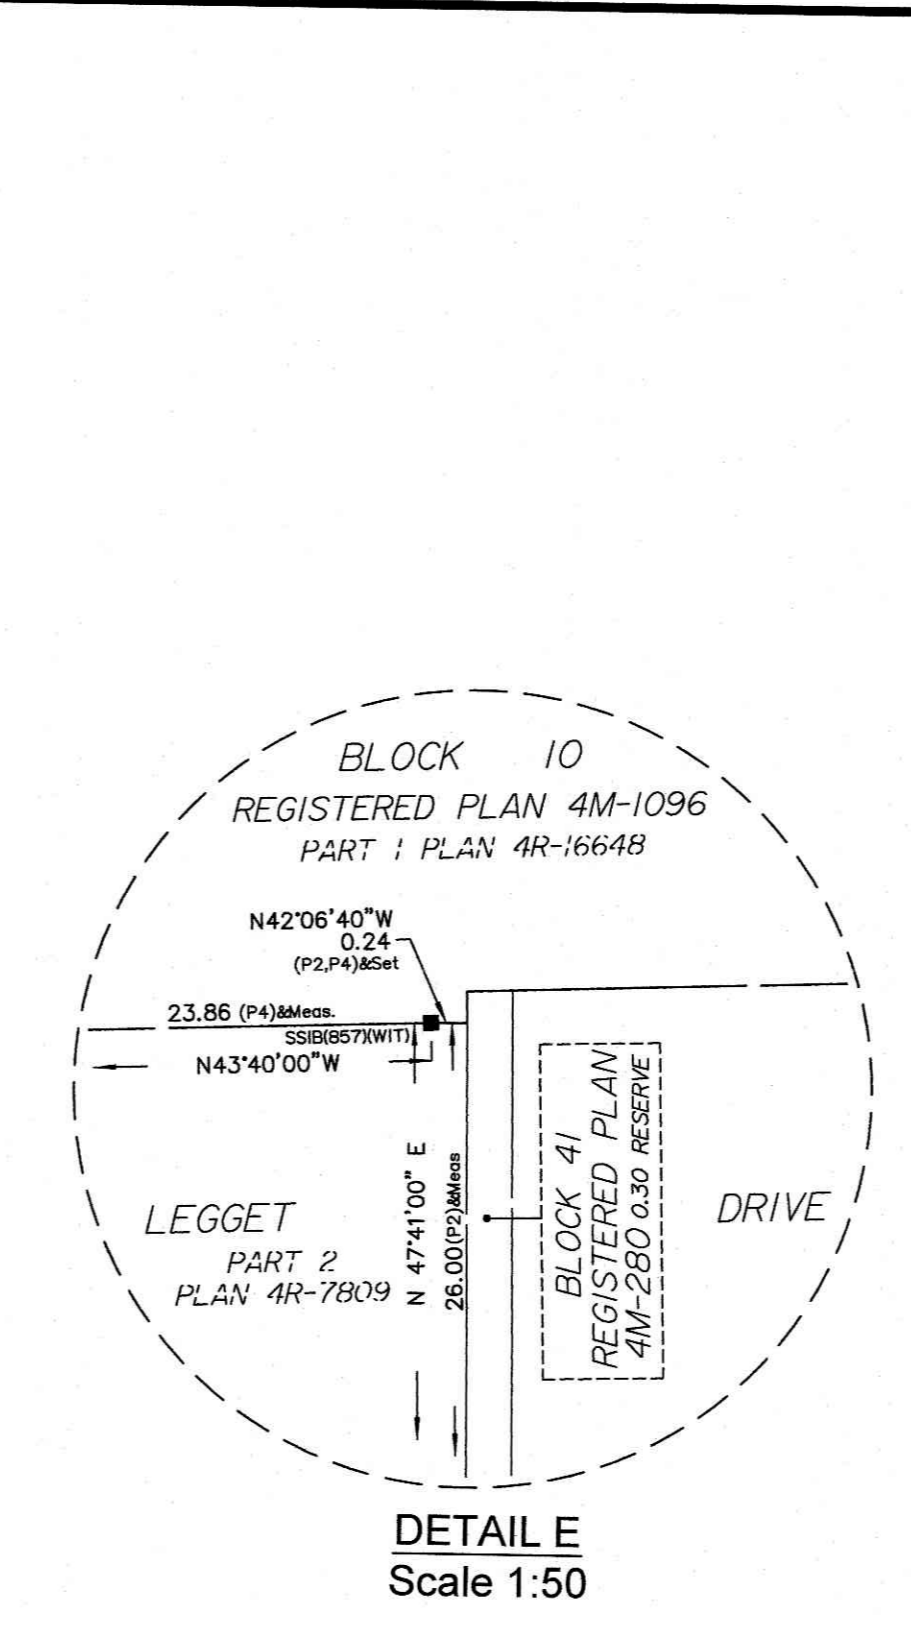 BLOCK 10
REGISTERED PLAN 4M-1096
PART 1 PLAN 4R-16648
N42°06'40"W
0.24
(P2,P4)&Set
23.86 (P4)&Meas.
SSIB(857)(WIT)
N43°40'00"W
LEGGET DRIVE
PART 2
PLAN 4R-7809
N 47°41'00" E
26.00(P2)&Meas
BLOCK 41
REGISTERED PLAN
4M-280 0.30 RESERVE
DETAIL E
Scale 1:50